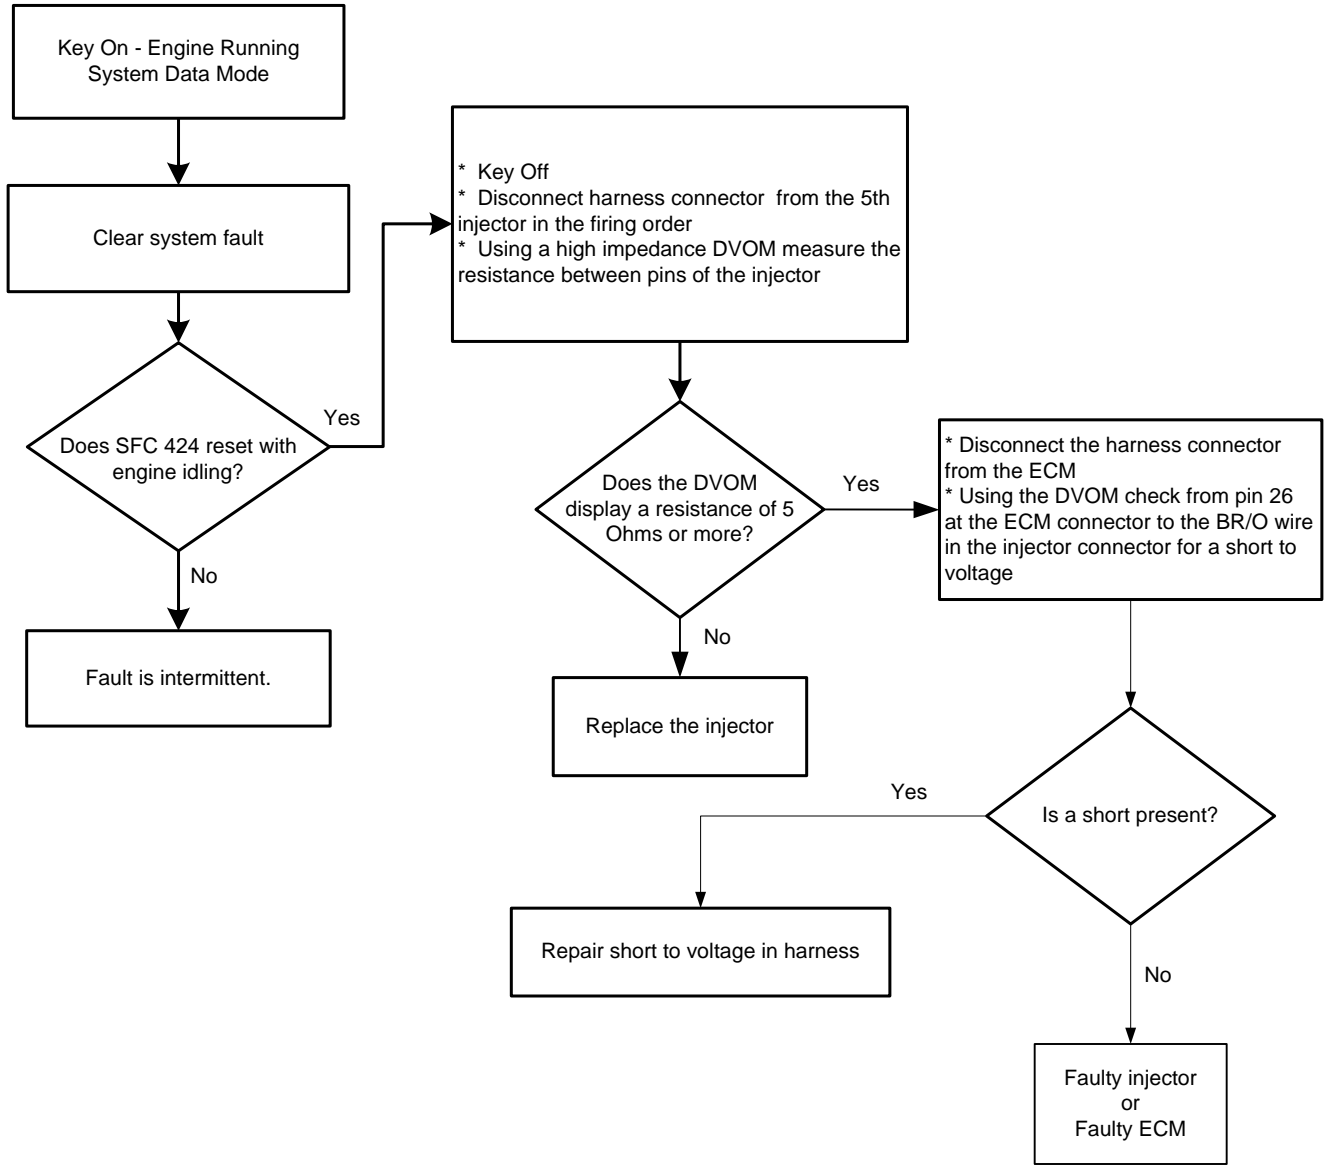 Key On - Engine Running
System Data Mode
Clear system fault
Does SFC 424 reset with
engine idling?
Yes
No
Fault is intermittent.
* Key Off
* Disconnect harness connector from the 5th
injector in the firing order
* Using a high impedance DVOM measure the
resistance between pins of the injector
Does the DVOM
display a resistance of 5
Ohms or more?
Yes
No
Replace the injector
* Disconnect the harness connector
from the ECM
* Using the DVOM check from pin 26
at the ECM connector to the BR/O wire
in the injector connector for a short to
voltage
Is a short present?
Yes
Repair short to voltage in harness
No
Faulty injector
or
Faulty ECM